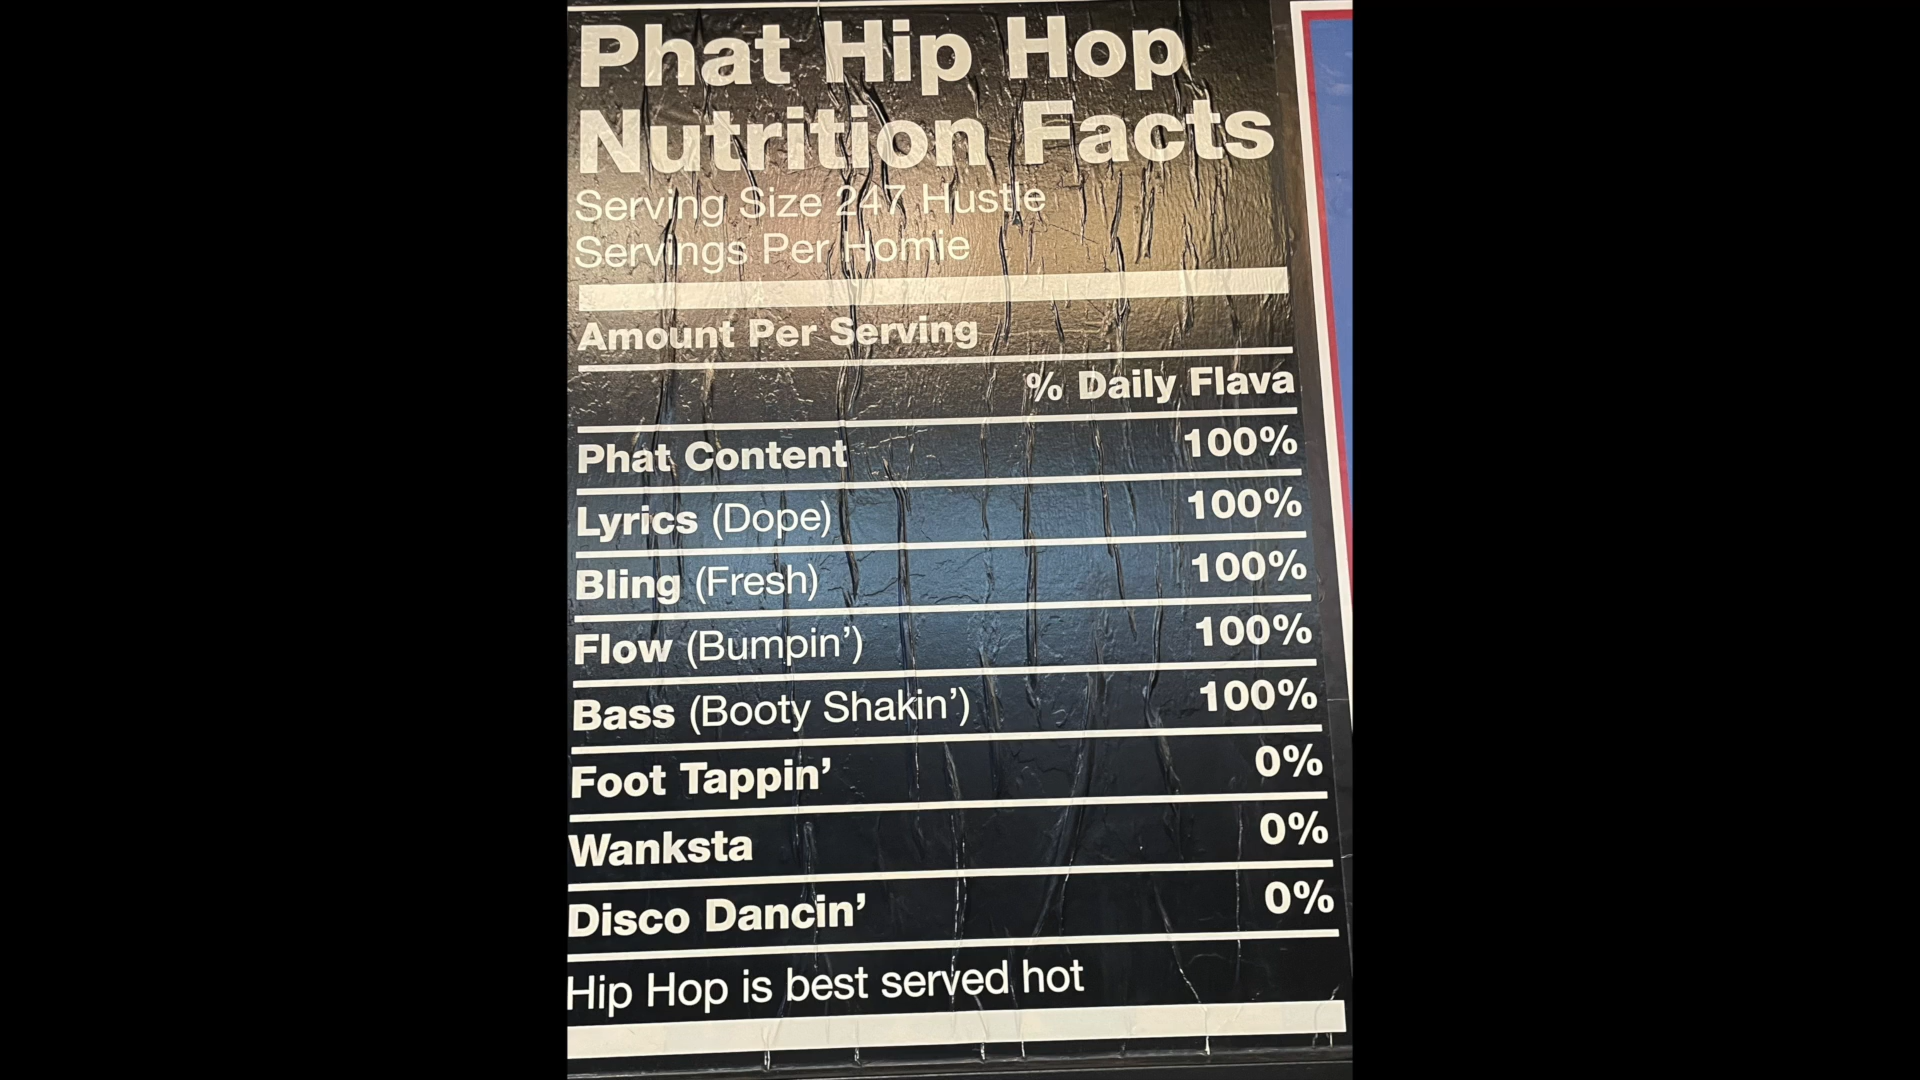 Phat Hip Hop
Nutrition Facts
Serving Size 247 Hustle
Servings Per Homie
Amount Per Serving
% Daily Flava
Phat Content 100%
Lyrics (Dope) 100%
Bling (Fresh) 100%
Flow (Bumpin’) 100%
Bass (Booty Shakin’) 100%
Foot Tappin’ 0%
Wanksta 0%
Disco Dancin’ 0%
Hip Hop is best served hot